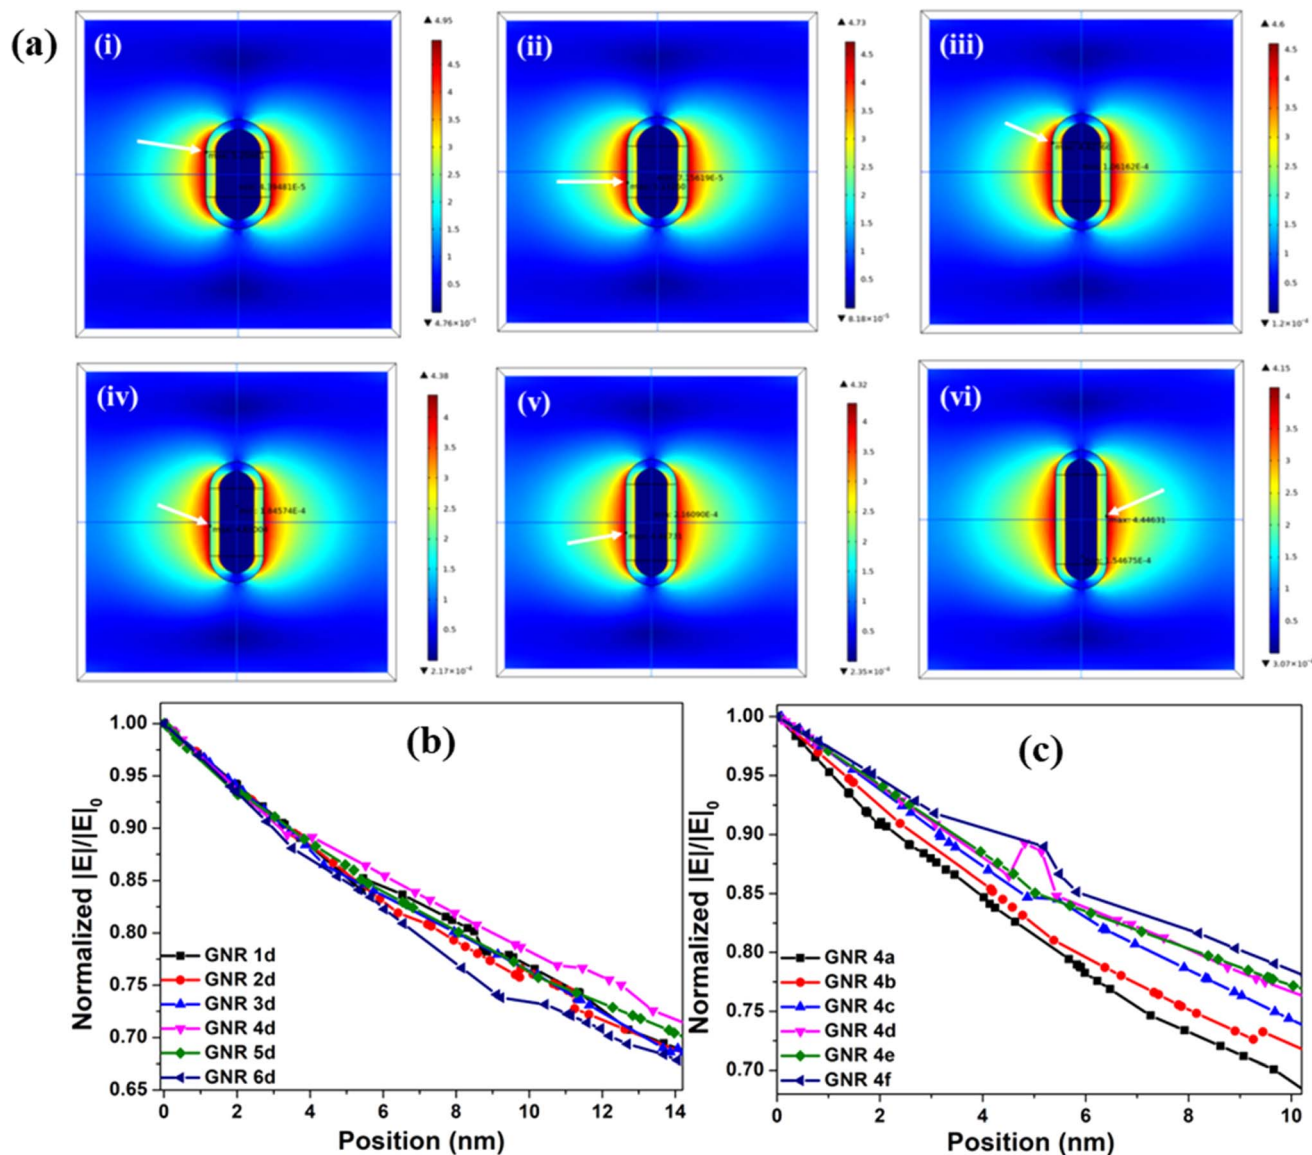 (a)
(i)
▲ 4.95
4.5
4
3.5
3
2.5
2
1.5
1
0.5
(ii)
▲ 4.73
4.5
4
3.5
3
2.5
2
1.5
1
0.5
▼ 8.18×10⁻⁵
(iii)
▲ 4.6
4.5
4
3.5
3
2.5
2
1.5
1
0.5
▼ 1.2×10⁻⁴
(iv)
▲ 4.38
4
3.5
3
2.5
2
1.5
1
0.5
▼ 2.17×10⁻⁴
(v)
▲ 4.32
4
3.5
3
2.5
2
1.5
1
0.5
▼ 2.35×10⁻⁴
(vi)
max: 4.44631
▲ 4.15
4
3.5
3
2.5
2
1.5
1
0.5
(b)
Normalized |E|/|E|₀
1.00
0.95
0.90
0.85
0.80
0.75
0.70
0.65
GNR 1d
GNR 2d
GNR 3d
GNR 4d
GNR 5d
GNR 6d
0 2 4 6 8 10 12 14
Position (nm)
(c)
Normalized |E|/|E|₀
1.00
0.95
0.90
0.85
0.80
0.75
0.70
GNR 4a
GNR 4b
GNR 4c
GNR 4d
GNR 4e
GNR 4f
0 2 4 6 8 10
Position (nm)